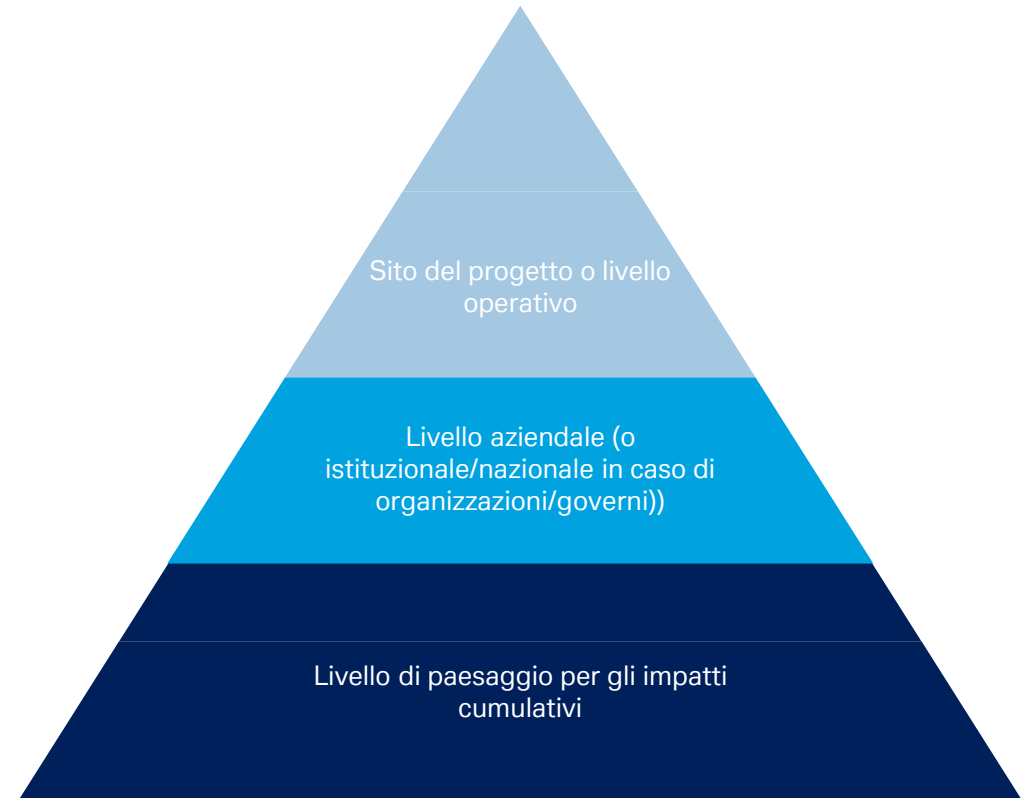 Sito del progetto o livello
operativo
Livello aziendale (o
istituzionale/nazionale in caso di
organizzazioni/governi))
Livello di paesaggio per gli impatti
cumulativi